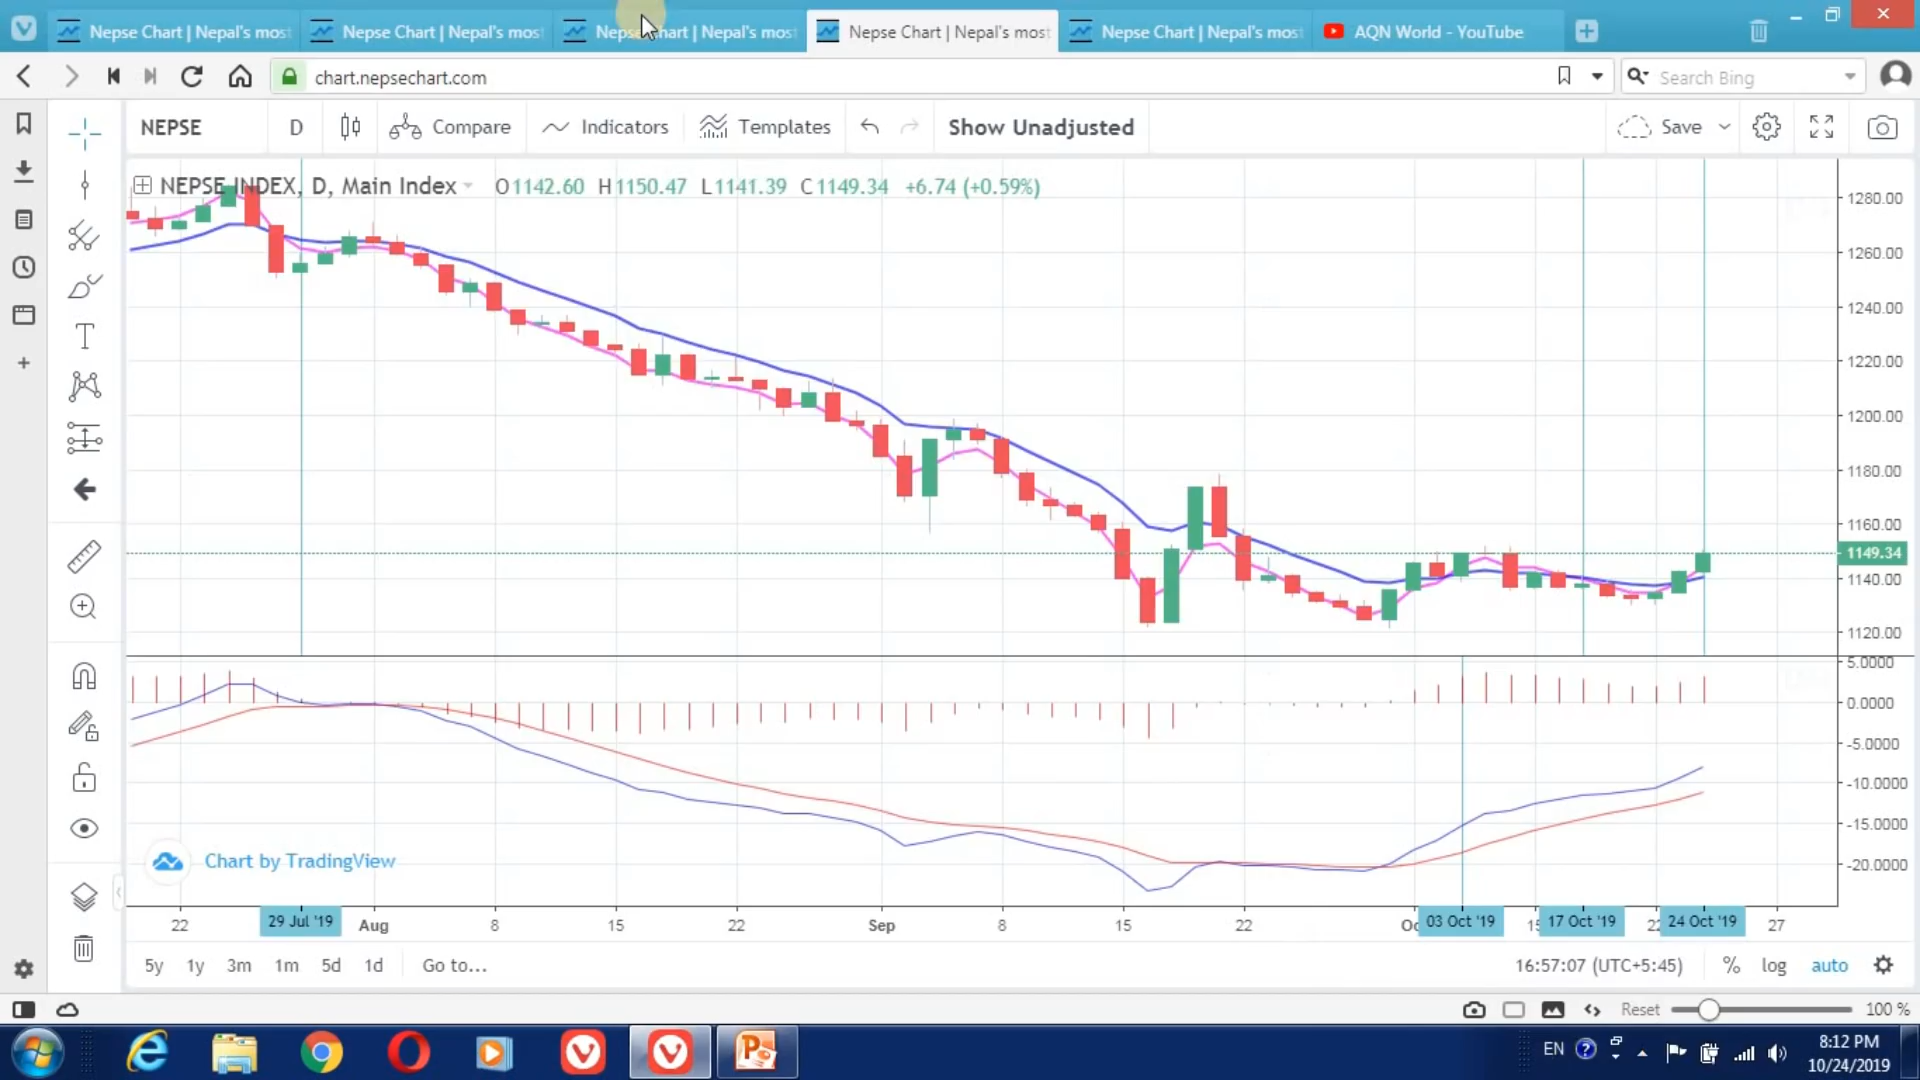 Nepse Chart | Nepal's most
Nepse Chart | Nepal's most
Nepse Chart | Nepal's most
Nepse Chart | Nepal's most
Nepse Chart | Nepal's most
AQN World - YouTube
chart.nepsechart.com
Search Bing
NEPSE
D
Compare
Indicators
Templates
Show Unadjusted
Save
NEPSE INDEX, D, Main Index
O1142.60 H1150.47 L1141.39 C1149.34 +6.74 (+0.59%)
1280.00
1260.00
1240.00
1220.00
1200.00
1180.00
1160.00
1149.34
1140.00
1120.00
5.0000
0.0000
-5.0000
-10.0000
-15.0000
-20.0000
Chart by TradingView
22
29 Jul '19
Aug
8
15
22
Sep
8
15
22
03 Oct '19
17 Oct '19
24 Oct '19
27
5y
1y
3m
1m
5d
1d
Go to...
16:57:07 (UTC+5:45)
%
log
auto
Reset
100 %
EN
8:12 PM
10/24/2019